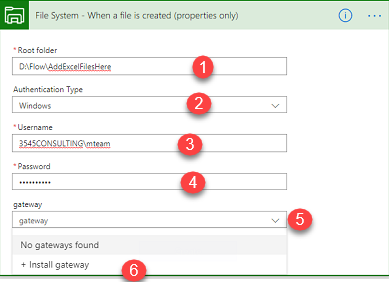 File System - When a file is created (properties only)
* Root folder
D:\Flow\AddExcelFilesHere
1
Authentication Type
Windows
2
* Username
3545CONSULTING\mteam
3
* Password
••••••••••
4
gateway
gateway
5
No gateways found
+ Install gateway
6